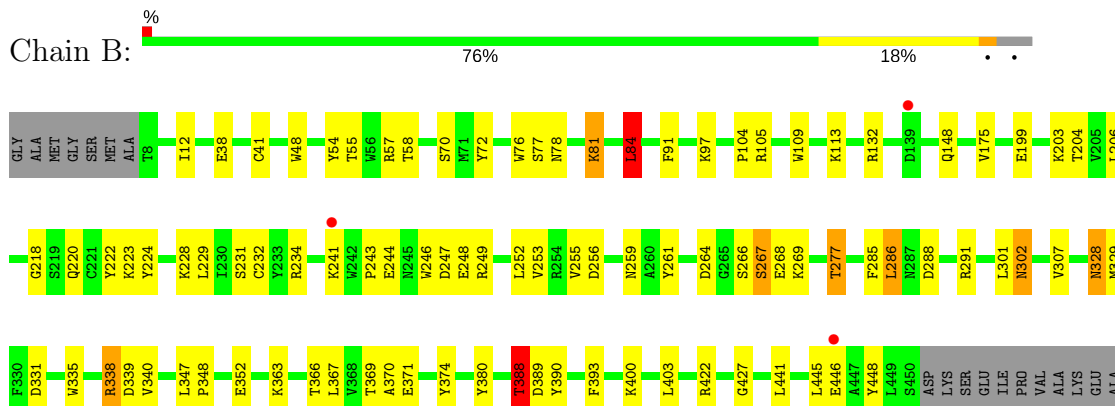 %
Chain B:
76% 18% • •
GLY ALA MET GLY SER MET ALA T8 I12 E38 C41 W48 Y54 T55 W56 R57 T58 S70 M71 Y72 W76 S77 N78 K81 L84 F91 K97 P104 R105 W109 K113 R132 D139 Q148 V175 E199 K203 T204 V205 L206
G218 S219 Q220 C221 Y222 K223 Y224 K228 L229 I230 S231 C232 Y233 R234 K241 W242 P243 E244 N245 W246 D247 E248 R249 L252 V253 R254 V255 D256 N259 A260 Y261 D264 G265 S266 S267 E268 K269 T277 F285 L286 N287 D288 R291 L301 N302 V307 N328 M329
F330 D331 W335 R338 D339 V340 L347 P348 E352 K363 T366 L367 V368 T369 A370 E371 Y374 Y380 T388 D389 Y390 F393 K400 L403 R422 G427 L441 L445 E446 A447 Y448 L449 S450 ASP LYS SER GLU ILE PRO VAL ALA LYS GLU ALA